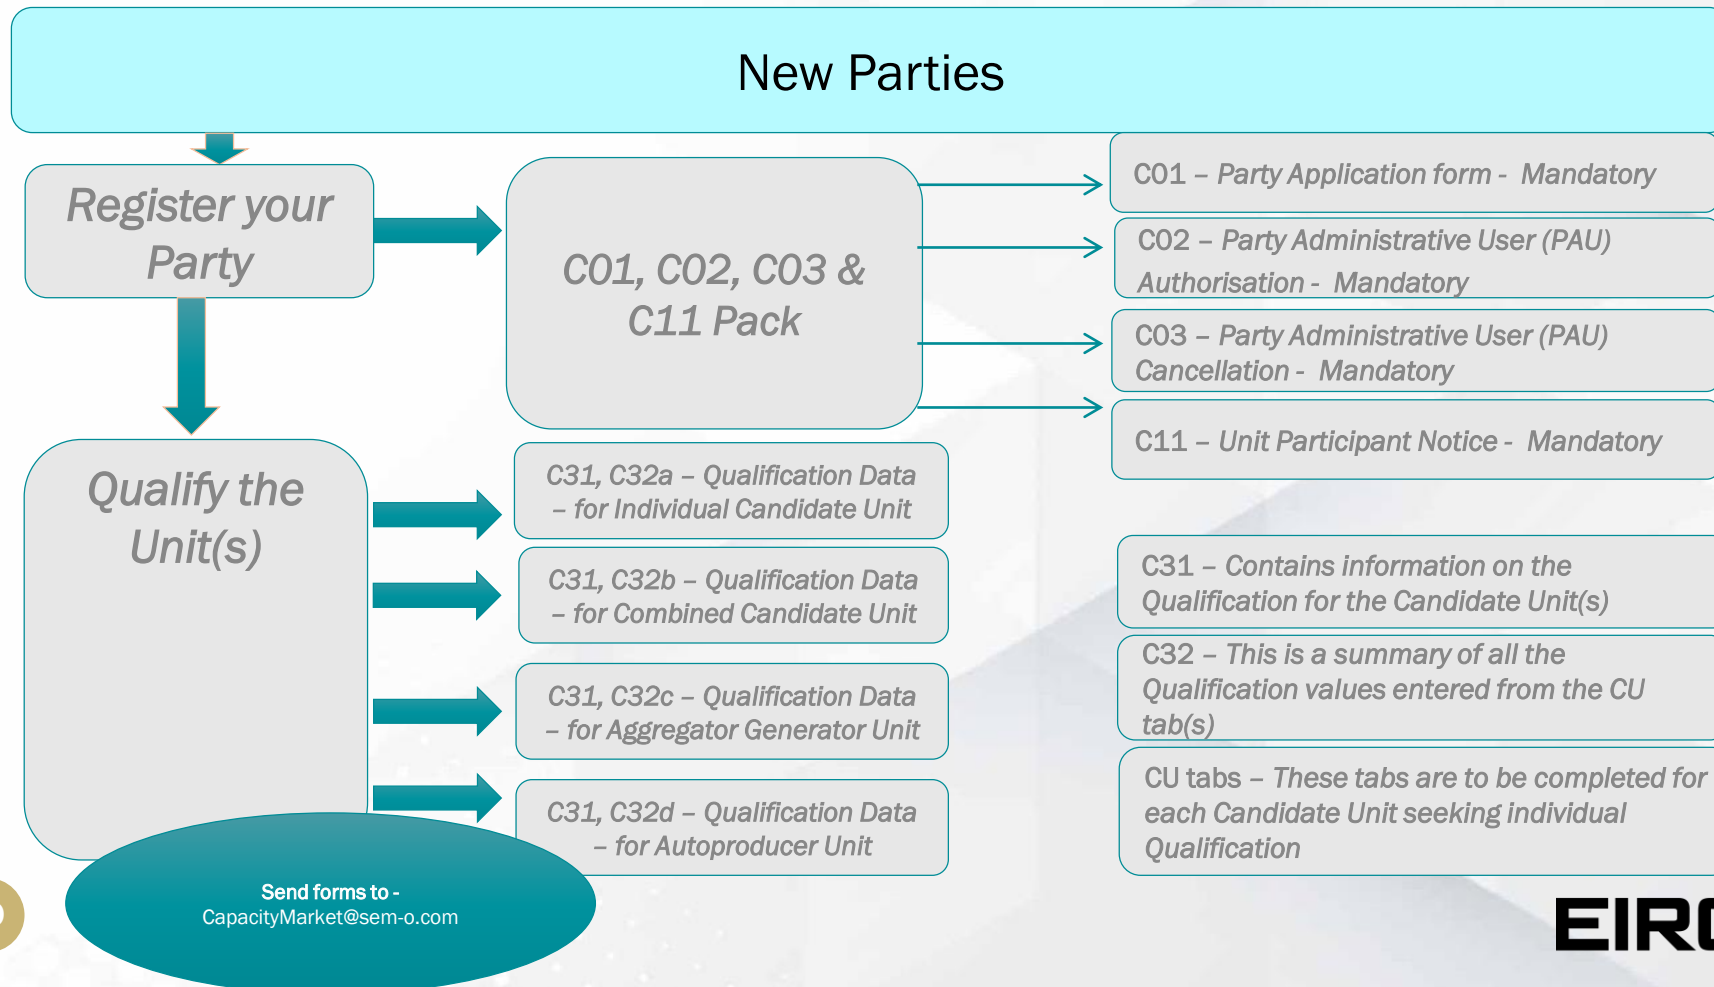 New Parties
Register your
Party
C01, C02, C03 &
C11 Pack
C01 – Party Application form - Mandatory
C02 – Party Administrative User (PAU)
Authorisation - Mandatory
C03 – Party Administrative User (PAU)
Cancellation - Mandatory
C11 – Unit Participant Notice - Mandatory
Qualify the
Unit(s)
C31, C32a – Qualification Data
– for Individual Candidate Unit
C31, C32b – Qualification Data
– for Combined Candidate Unit
C31, C32c – Qualification Data
– for Aggregator Generator Unit
C31, C32d – Qualification Data
– for Autoproducer Unit
C31 – Contains information on the
Qualification for the Candidate Unit(s)
C32 – This is a summary of all the
Qualification values entered from the CU
tab(s)
CU tabs – These tabs are to be completed for
each Candidate Unit seeking individual
Qualification
Send forms to -
CapacityMarket@sem-o.com